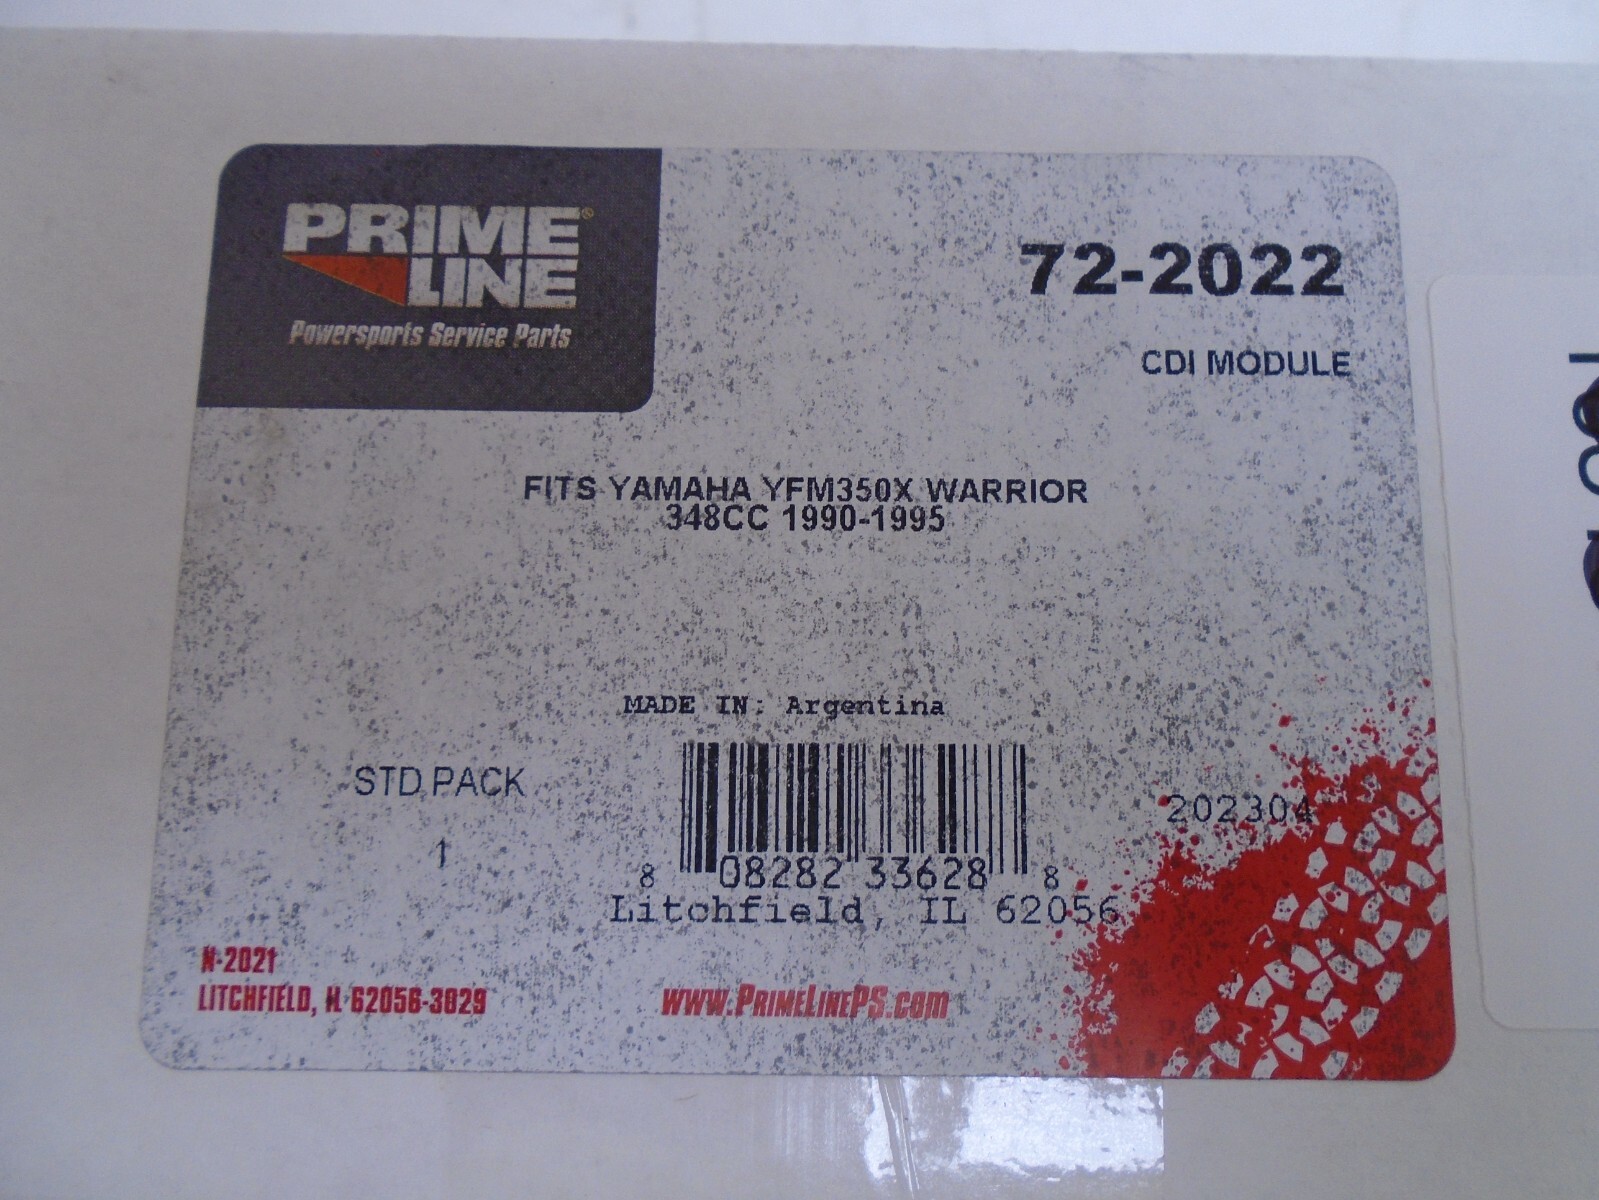 PRIME
LINE
Powersports Service Parts
72-2022
CDI MODULE
FITS YAMAHA YFM350X WARRIOR
348CC 1990-1995
MADE IN: Argentina
STD PACK
1
8 08282 33628 8
202304
Litchfield, IL 62056
N-2021
LITCHFIELD, IL 62056-3029
www.PrimeLinePS.com